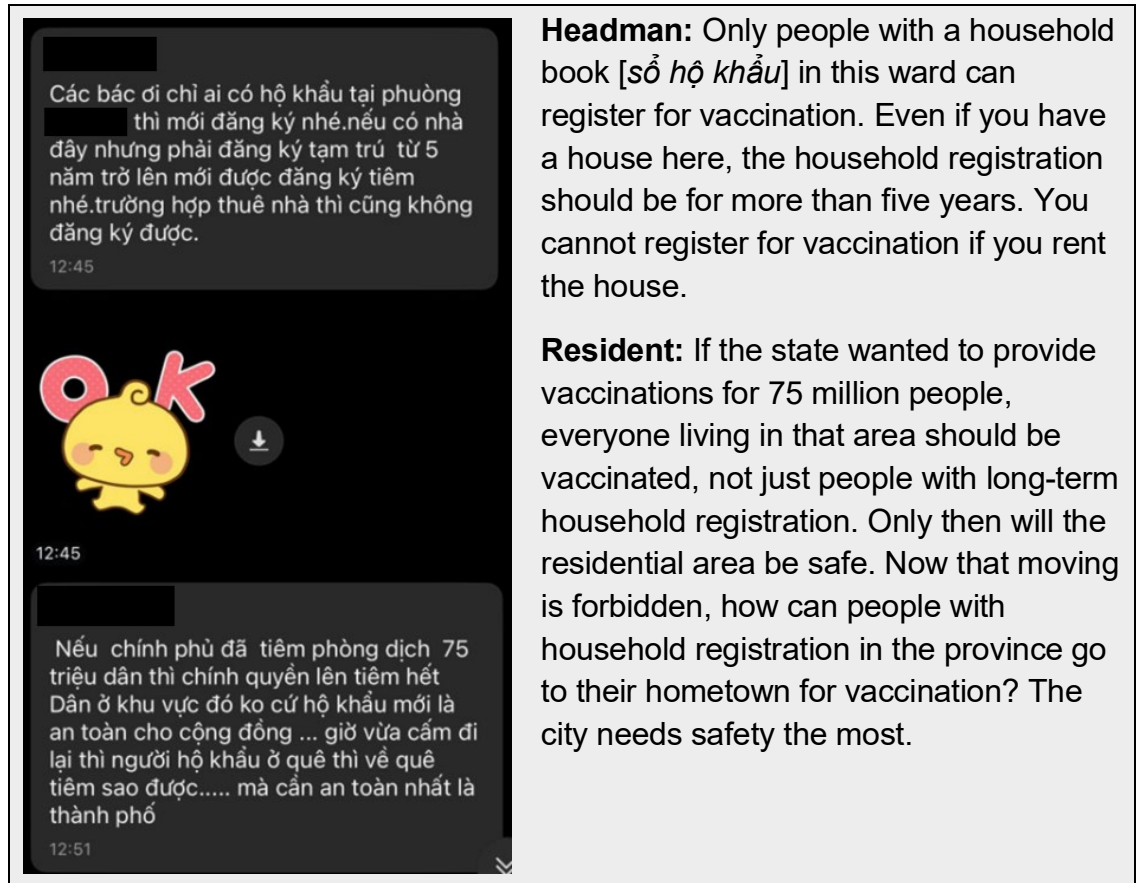 Các bác ơi chỉ ai có hộ khẩu tại phuòng
thì mới đăng ký nhé.nếu có nhà
đây nhưng phải đăng ký tạm trú từ 5
năm trở lên mới được đăng ký tiêm
nhé.trường hợp thuê nhà thì cũng không
đăng ký được.
12:45
OK
12:45
Nếu chính phủ đã tiêm phòng dịch 75
triệu dân thì chính quyền lên tiêm hết
Dân ở khu vực đó ko cứ hộ khẩu mới là
an toàn cho cộng đồng ... giờ vừa cấm đi
lại thì người hộ khẩu ở quê thì về quê
tiêm sao được..... mà cần an toàn nhất là
thành phố
12:51
Headman: Only people with a household
book [sổ hộ khẩu] in this ward can
register for vaccination. Even if you have
a house here, the household registration
should be for more than five years. You
cannot register for vaccination if you rent
the house.
Resident: If the state wanted to provide
vaccinations for 75 million people,
everyone living in that area should be
vaccinated, not just people with long-term
household registration. Only then will the
residential area be safe. Now that moving
is forbidden, how can people with
household registration in the province go
to their hometown for vaccination? The
city needs safety the most.